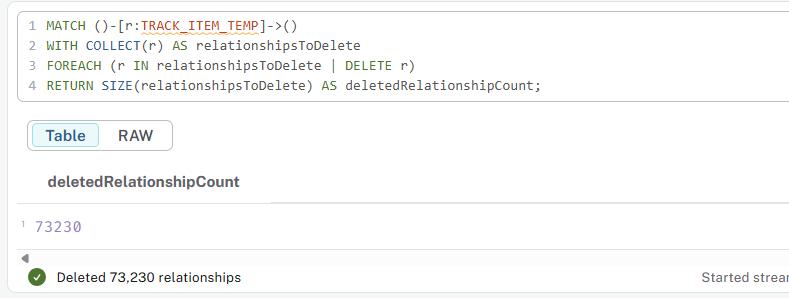 1 MATCH ()-[r:TRACK_ITEM_TEMP]->()
2 WITH COLLECT(r) AS relationshipsToDelete
3 FOREACH (r IN relationshipsToDelete | DELETE r)
4 RETURN SIZE(relationshipsToDelete) AS deletedRelationshipCount;
Table RAW
deletedRelationshipCount
1 73230
Deleted 73,230 relationships Started